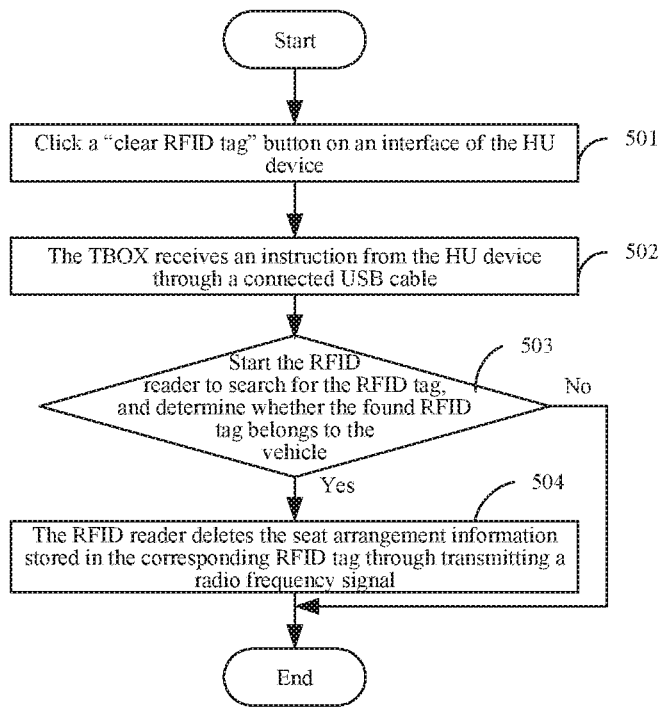 Start
Click a “clear RFID tag” button on an interface of the HU
device
501
The TBOX receives an instruction from the HU device
through a connected USB cable
502
Start the RFID
reader to search for the RFID tag,
and determine whether the found RFID
tag belongs to the
vehicle
503
No
Yes
504
The RFID reader deletes the seat arrangement information
stored in the corresponding RFID tag through transmitting a
radio frequency signal
End